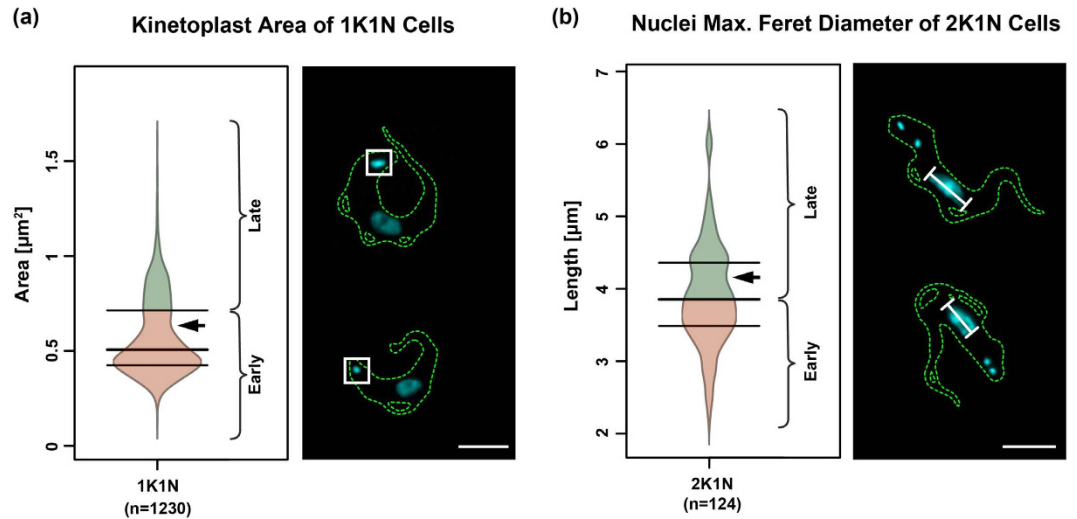 (a)
Kinetoplast Area of 1K1N Cells
Area [µm²]
1.5
1
0.5
0
Late
Early
1K1N
(n=1230)
(b)
Nuclei Max. Feret Diameter of 2K1N Cells
Length [µm]
7
6
5
4
3
2
Late
Early
2K1N
(n=124)